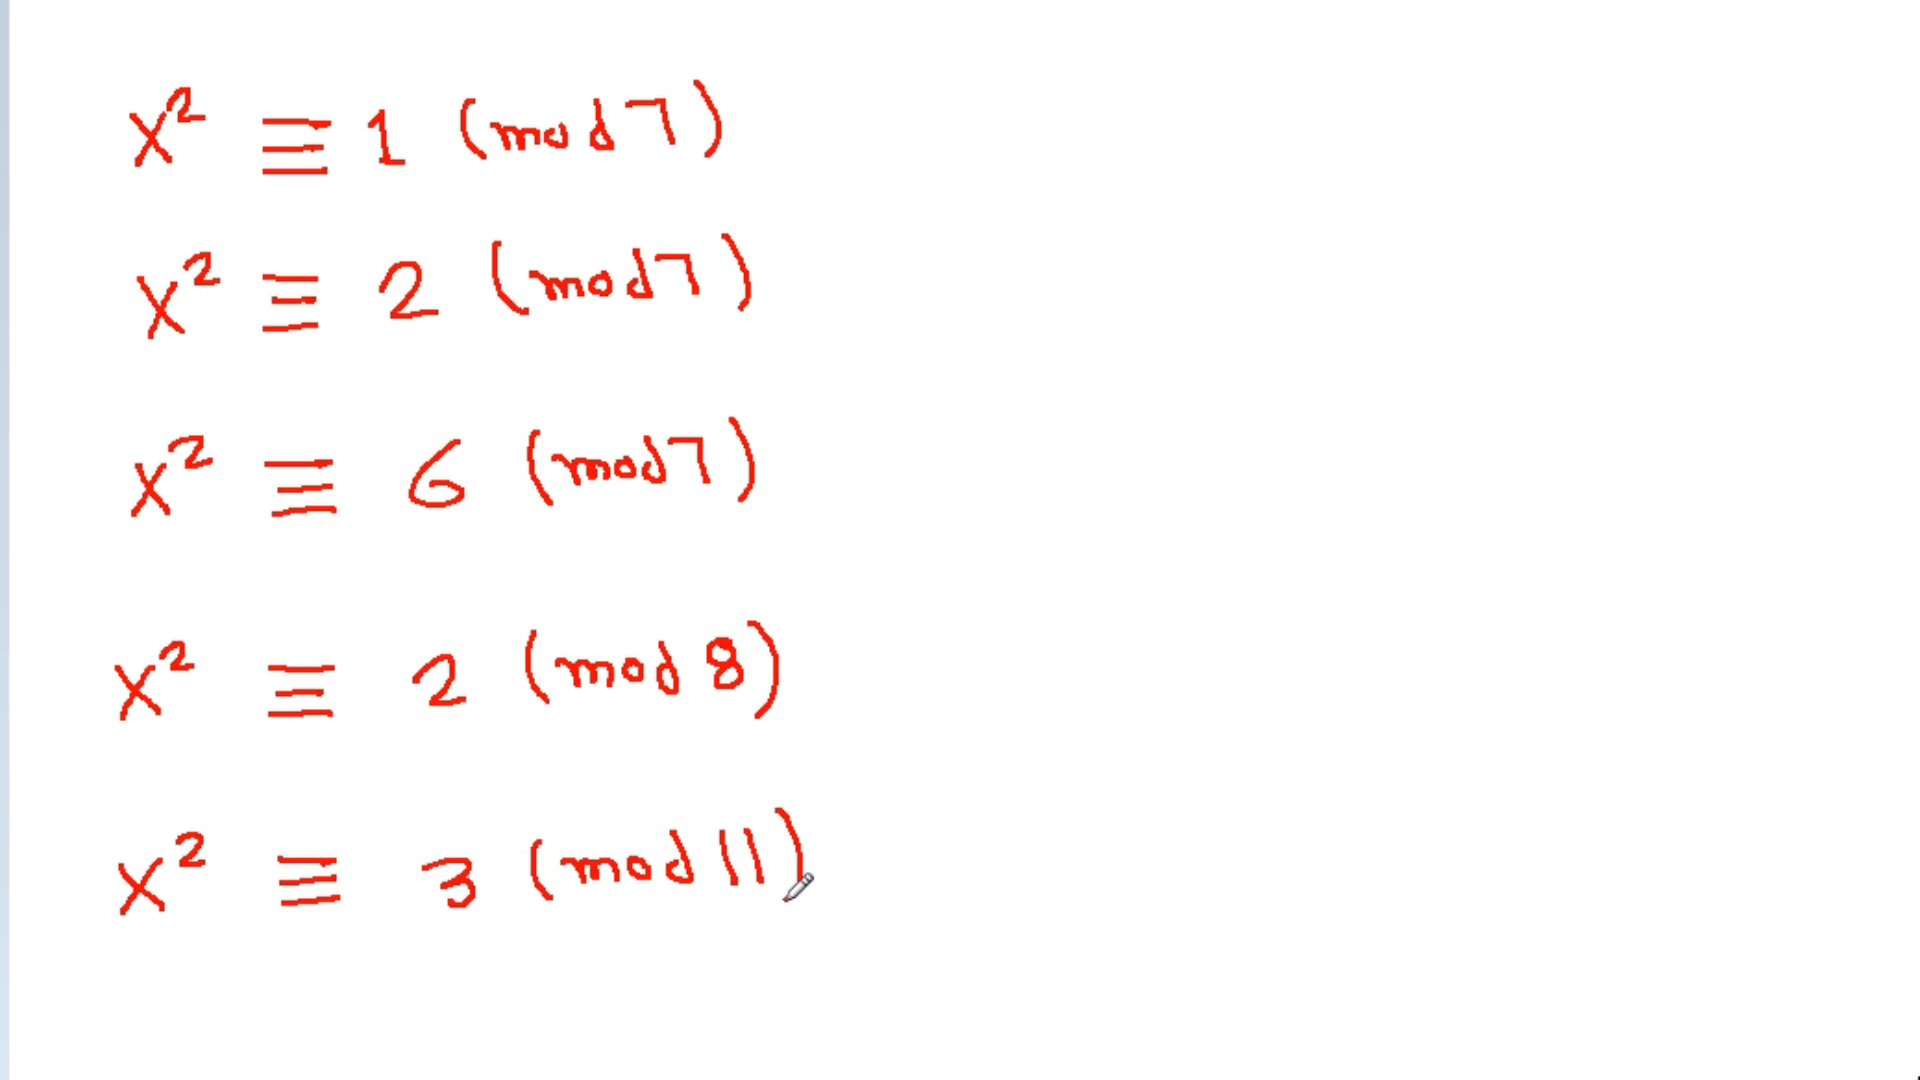 x² ≡ 1 (mod 7)
x² ≡ 2 (mod 7)
x² ≡ 6 (mod 7)
x² ≡ 2 (mod 8)
x² ≡ 3 (mod 11)